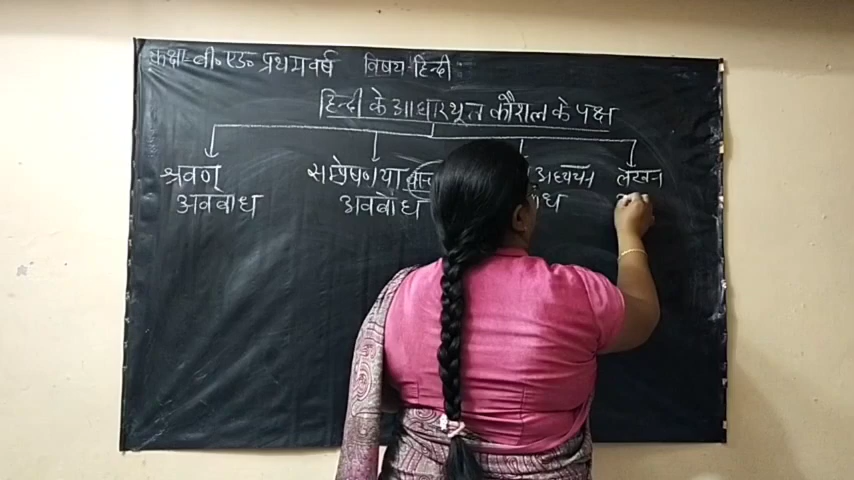 कक्षा-बी॰एड॰ प्रथम वर्ष विषय-हिन्दी
हिन्दी के आधारभूत कौशल के पक्ष
श्रवण सम्प्रेषण या अध्ययन लेखन
अवबोध अवबोध